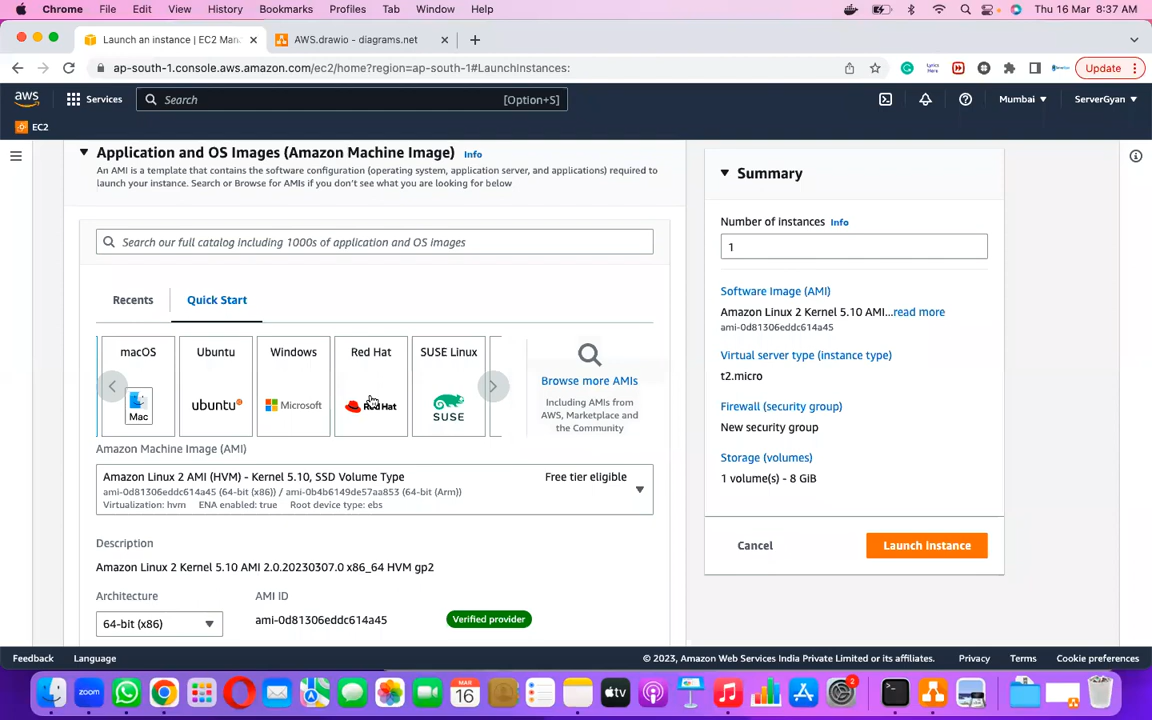 Chrome File Edit View History Bookmarks Profiles Tab Window Help Thu 16 Mar 8:37 AM
Launch an instance | EC2 Man AWS.drawio - diagrams.net
ap-south-1.console.aws.amazon.com/ec2/home?region=ap-south-1#LaunchInstances: Update
aws Services Search [Option+S] Mumbai ServerGyan
EC2
Application and OS Images (Amazon Machine Image) Info
An AMI is a template that contains the software configuration (operating system, application server, and applications) required to
launch your instance. Search or Browse for AMIs if you don't see what you are looking for below
Search our full catalog including 1000s of application and OS images
Recents Quick Start
macOS Ubuntu Windows Red Hat SUSE Linux
Mac ubuntu Microsoft Red Hat SUSE
Browse more AMIs
Including AMIs from
AWS, Marketplace and
the Community
Amazon Machine Image (AMI)
Amazon Linux 2 AMI (HVM) - Kernel 5.10, SSD Volume Type Free tier eligible
ami-0d81306eddc614a45 (64-bit (x86)) / ami-0b4b6149de57aa853 (64-bit (Arm))
Virtualization: hvm ENA enabled: true Root device type: ebs
Description
Amazon Linux 2 Kernel 5.10 AMI 2.0.20230307.0 x86_64 HVM gp2
Architecture AMI ID
64-bit (x86) ami-0d81306eddc614a45 Verified provider
Summary
Number of instances Info
1
Software Image (AMI)
Amazon Linux 2 Kernel 5.10 AMI...read more
ami-0d81306eddc614a45
Virtual server type (instance type)
t2.micro
Firewall (security group)
New security group
Storage (volumes)
1 volume(s) - 8 GiB
Cancel Launch instance
Feedback Language © 2023, Amazon Web Services India Private Limited or its affiliates. Privacy Terms Cookie preferences
zoom MAR 16 tv 2